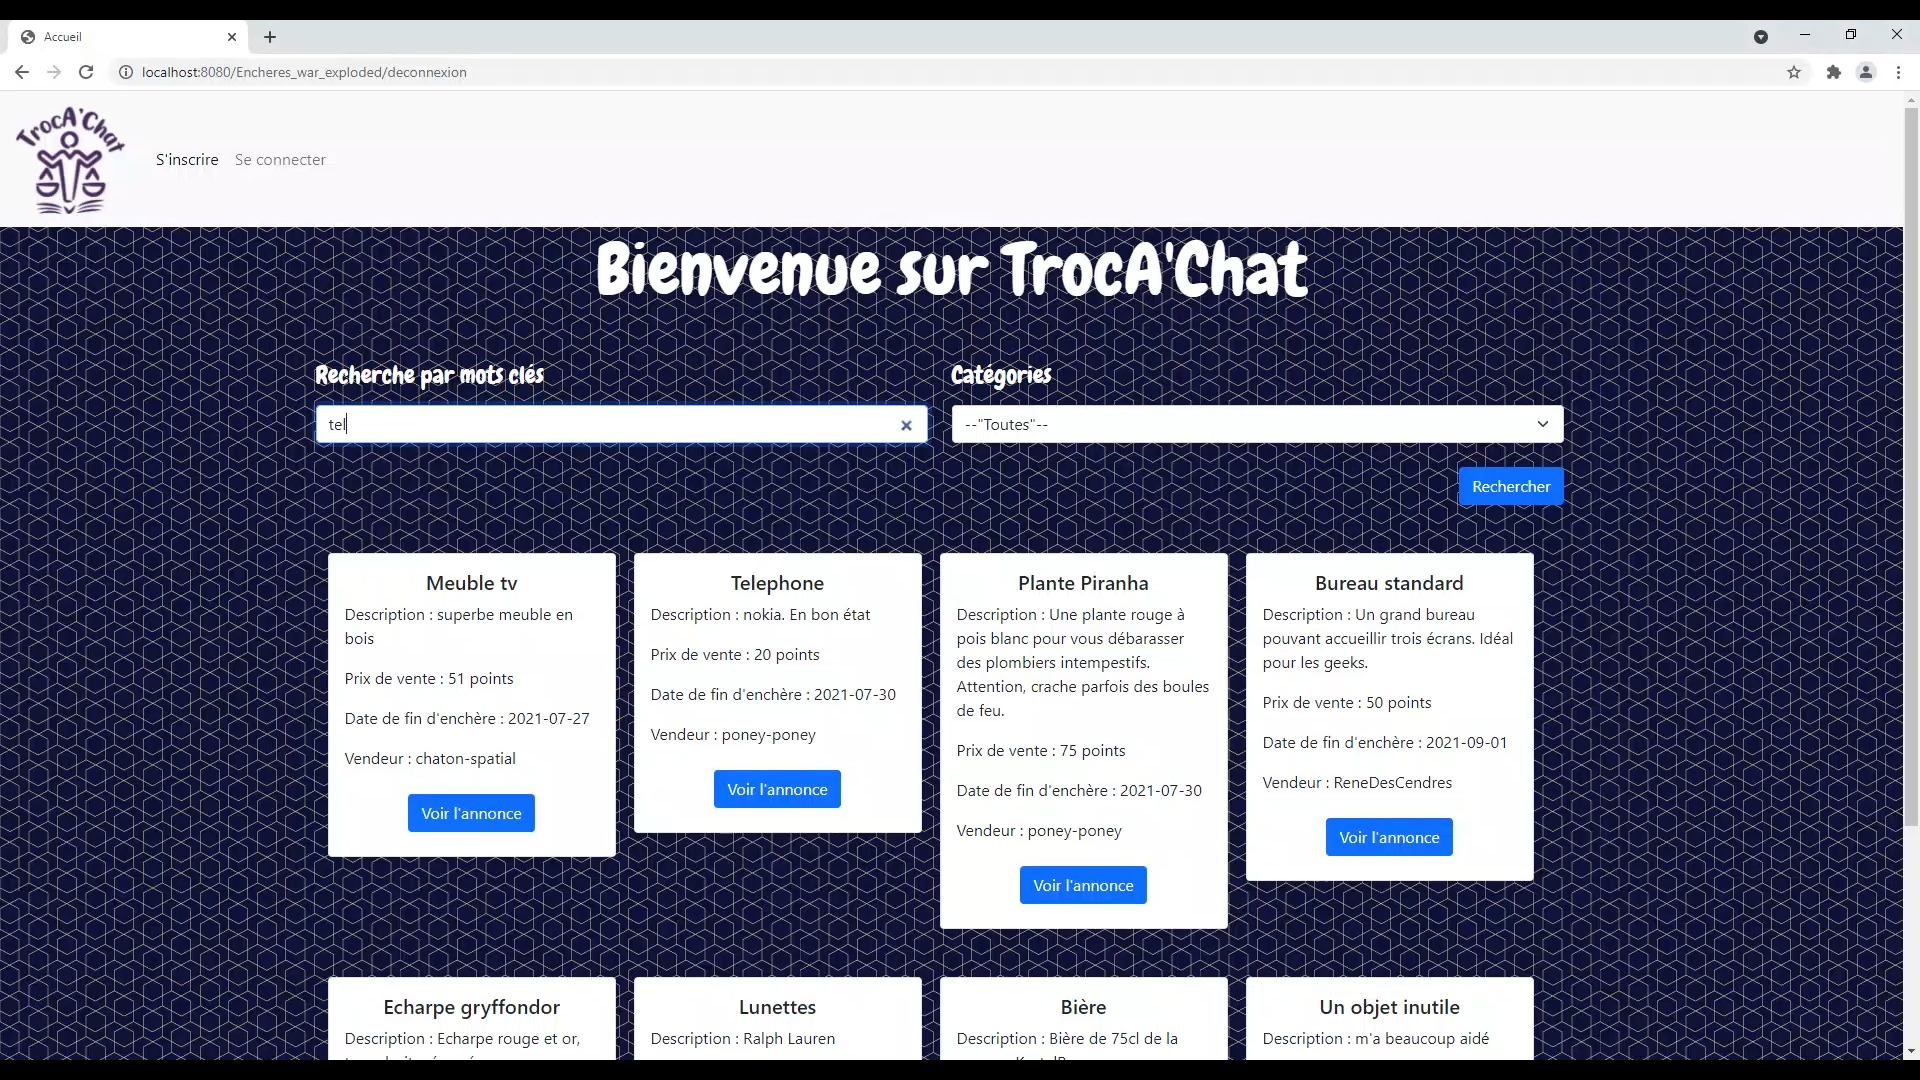 Accueil
localhost:8080/Encheres_war_exploded/deconnexion
TrocA'Chat
S'inscrire Se connecter
Bienvenue sur TrocA'Chat
Recherche par mots clés
Catégories
tel
--"Toutes"--
Rechercher
Meuble tv
Description : superbe meuble en
bois
Prix de vente : 51 points
Date de fin d'enchère : 2021-07-27
Vendeur : chaton-spatial
Voir l'annonce
Telephone
Description : nokia. En bon état
Prix de vente : 20 points
Date de fin d'enchère : 2021-07-30
Vendeur : poney-poney
Voir l'annonce
Plante Piranha
Description : Une plante rouge à
pois blanc pour vous débarasser
des plombiers intempestifs.
Attention, crache parfois des boules
de feu.
Prix de vente : 75 points
Date de fin d'enchère : 2021-07-30
Vendeur : poney-poney
Voir l'annonce
Bureau standard
Description : Un grand bureau
pouvant accueillir trois écrans. Idéal
pour les geeks.
Prix de vente : 50 points
Date de fin d'enchère : 2021-09-01
Vendeur : ReneDesCendres
Voir l'annonce
Echarpe gryffondor
Description : Echarpe rouge et or,
Lunettes
Description : Ralph Lauren
Bière
Description : Bière de 75cl de la
Un objet inutile
Description : m'a beaucoup aidé